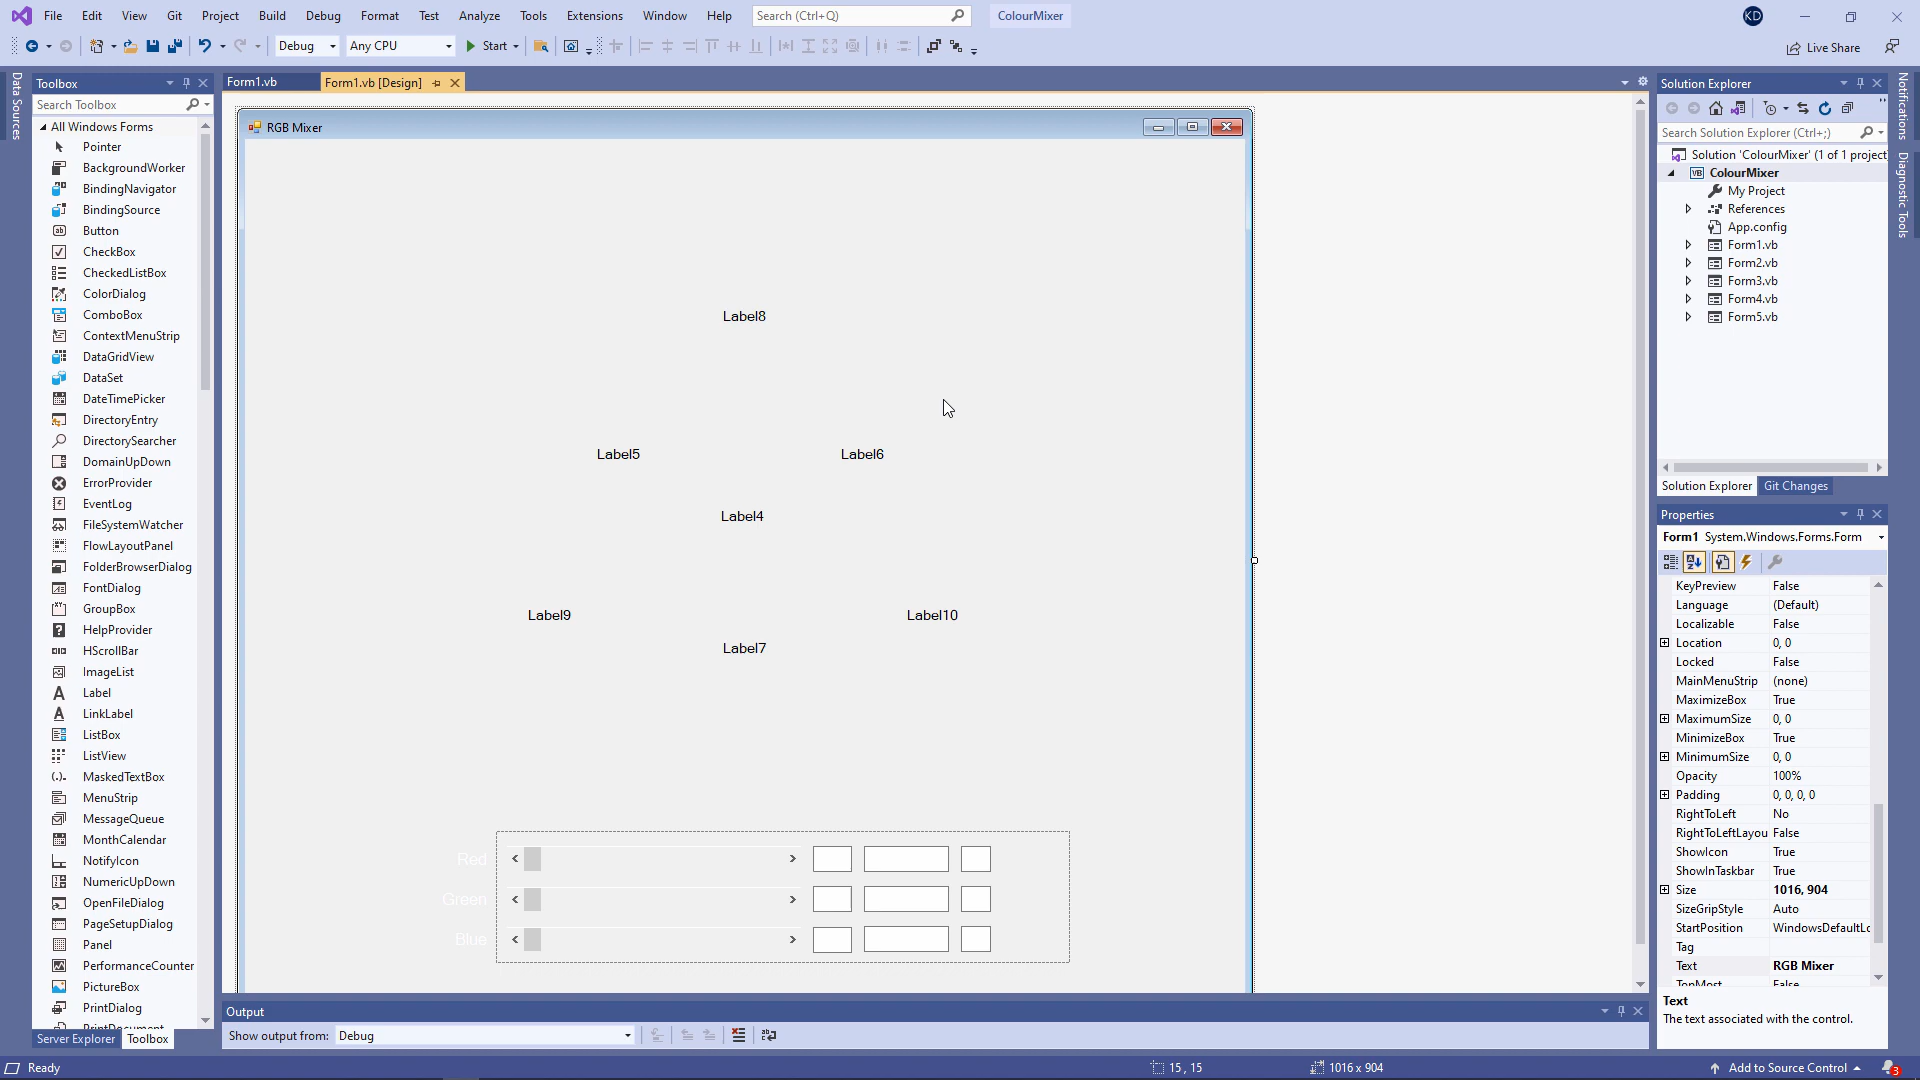 File Edit View Git Project Build Debug Format Test Analyze Tools Extensions Window Help Search (Ctrl+Q) ColourMixer KD
Debug Any CPU Start Live Share
Data Sources
Toolbox
Search Toolbox
All Windows Forms
Pointer
BackgroundWorker
BindingNavigator
BindingSource
Button
CheckBox
CheckedListBox
ColorDialog
ComboBox
ContextMenuStrip
DataGridView
DataSet
DateTimePicker
DirectoryEntry
DirectorySearcher
DomainUpDown
ErrorProvider
EventLog
FileSystemWatcher
FlowLayoutPanel
FolderBrowserDialog
FontDialog
GroupBox
HelpProvider
HScrollBar
ImageList
Label
LinkLabel
ListBox
ListView
MaskedTextBox
MenuStrip
MessageQueue
MonthCalendar
NotifyIcon
NumericUpDown
OpenFileDialog
PageSetupDialog
Panel
PerformanceCounter
PictureBox
PrintDialog
PrintDocument
Server Explorer Toolbox
Form1.vb Form1.vb [Design]
RGB Mixer
Label8
Label5 Label6
Label4
Label9 Label10
Label7
Red
Green
Blue
Output
Show output from: Debug
Solution Explorer
Search Solution Explorer (Ctrl+;)
Solution 'ColourMixer' (1 of 1 project
VB ColourMixer
My Project
References
App.config
Form1.vb
Form2.vb
Form3.vb
Form4.vb
Form5.vb
Solution Explorer Git Changes
Properties
Form1 System.Windows.Forms.Form
KeyPreview False
Language (Default)
Localizable False
Location 0, 0
Locked False
MainMenuStrip (none)
MaximizeBox True
MaximumSize 0, 0
MinimizeBox True
MinimumSize 0, 0
Opacity 100%
Padding 0, 0, 0, 0
RightToLeft No
RightToLeftLayou False
ShowIcon True
ShowInTaskbar True
Size 1016, 904
SizeGripStyle Auto
StartPosition WindowsDefaultLo
Tag
Text RGB Mixer
TopMost False
Text
The text associated with the control.
Notifications
Diagnostic Tools
Ready 15 , 15 1016 x 904 Add to Source Control 3